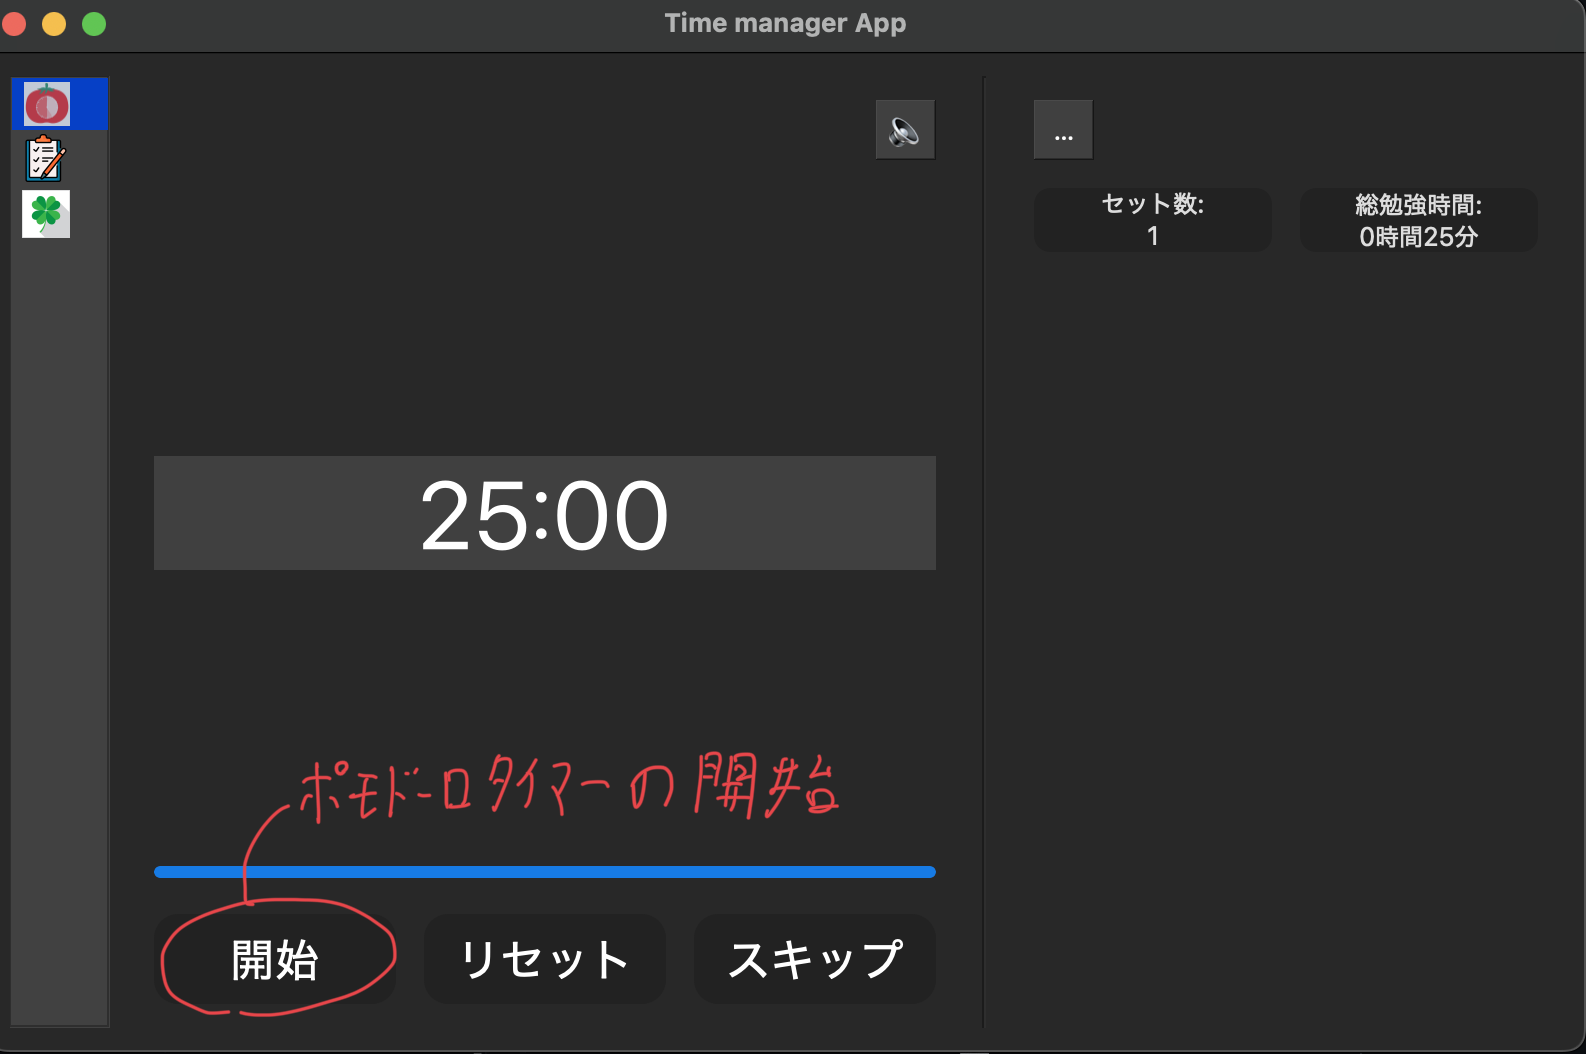 Time manager App
...
セット数:
1
総勉強時間:
0時間25分
25:00
ポモドーロタイマーの開始
開始
リセット
スキップ